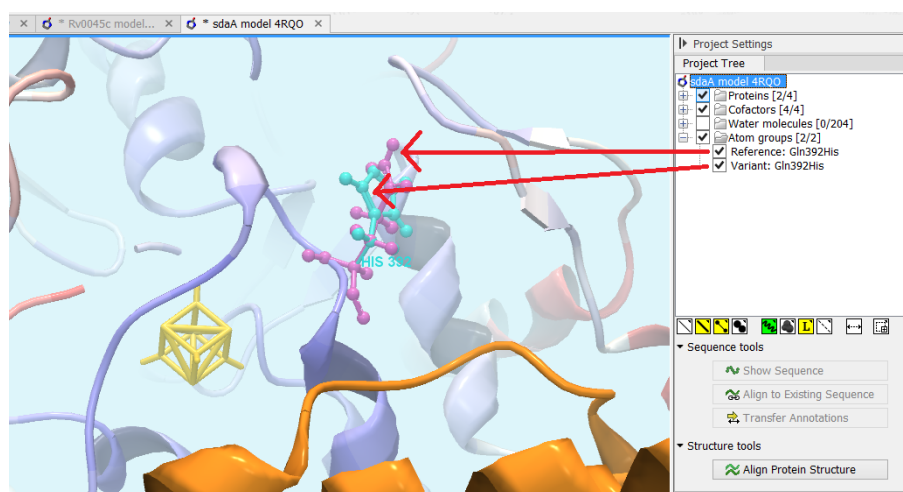 * Rv0045c model...
* sdaA model 4RQO
Project Settings
Project Tree
sdaA model 4RQO
Proteins [2/4]
Cofactors [4/4]
Water molecules [0/204]
Atom groups [2/2]
Reference: Gln392His
Variant: Gln392His
HIS 392
L
Sequence tools
Show Sequence
Align to Existing Sequence
Transfer Annotations
Structure tools
Align Protein Structure